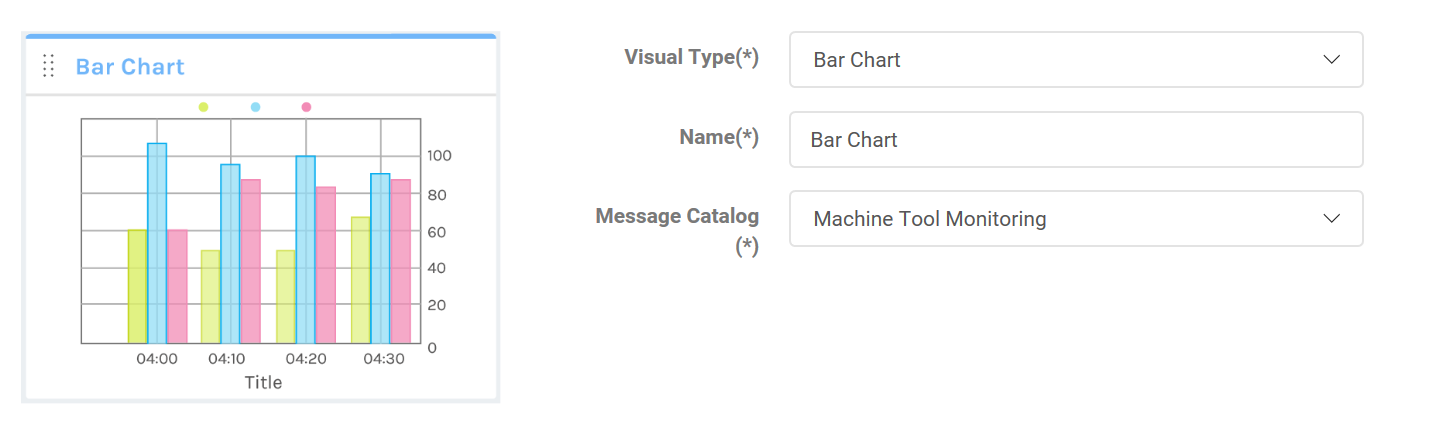 Bar Chart
100
80
60
40
20
0
04:00 04:10 04:20 04:30
Title
Visual Type(*) Bar Chart
Name(*) Bar Chart
Message Catalog Machine Tool Monitoring
(*)